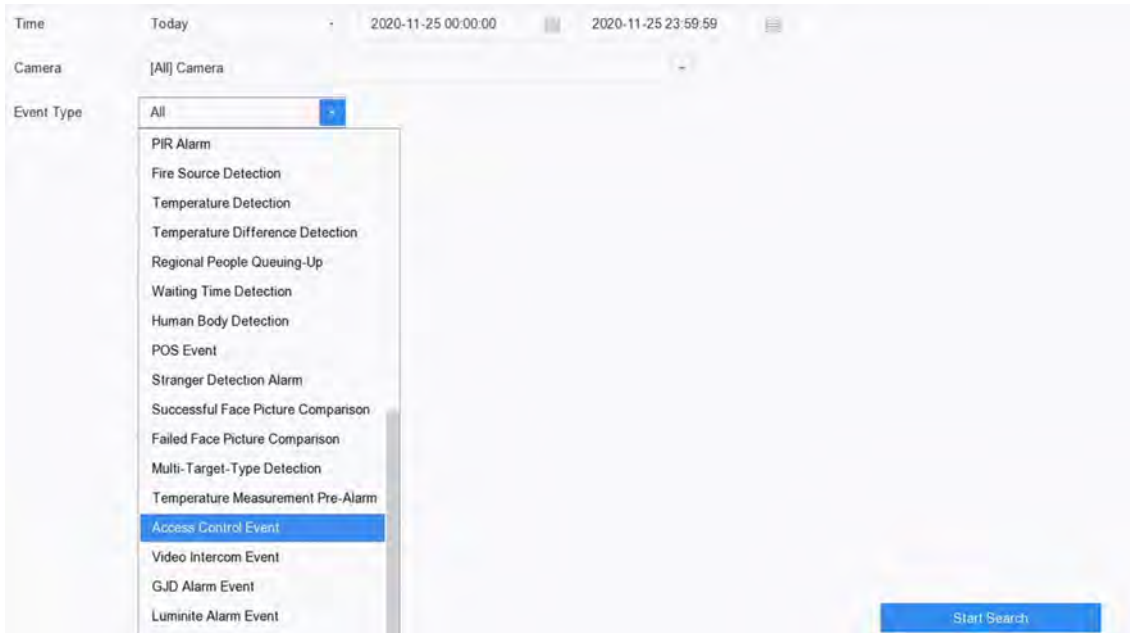 Time Today 2020-11-25 00:00:00 2020-11-25 23:59:59
Camera [All] Camera
Event Type All
PIR Alarm
Fire Source Detection
Temperature Detection
Temperature Difference Detection
Regional People Queuing-Up
Waiting Time Detection
Human Body Detection
POS Event
Stranger Detection Alarm
Successful Face Picture Comparison
Failed Face Picture Comparison
Multi-Target-Type Detection
Temperature Measurement Pre-Alarm
Access Control Event
Video Intercom Event
GJD Alarm Event
Luminite Alarm Event
Start Search